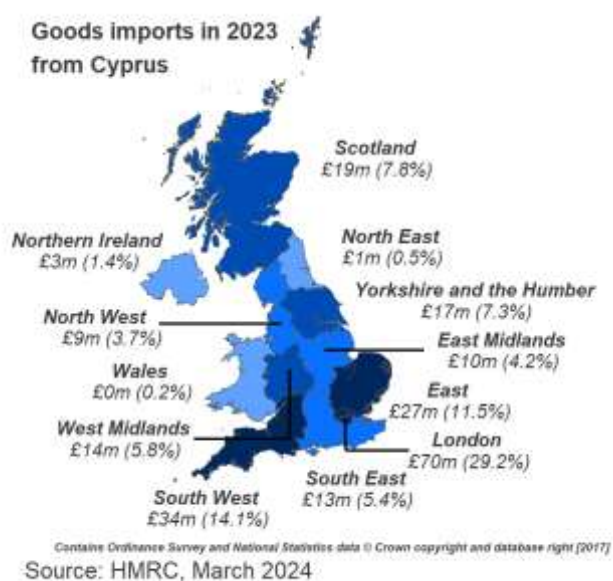 Goods imports in 2023
from Cyprus
Scotland
£19m (7.8%)
Northern Ireland
£3m (1.4%)
North East
£1m (0.5%)
Yorkshire and the Humber
£17m (7.3%)
North West
£9m (3.7%)
East Midlands
£10m (4.2%)
Wales
£0m (0.2%)
East
£27m (11.5%)
West Midlands
£14m (5.8%)
London
£70m (29.2%)
South East
£13m (5.4%)
South West
£34m (14.1%)
Contains Ordinance Survey and National Statistics data © Crown copyright and database right [2017]
Source: HMRC, March 2024